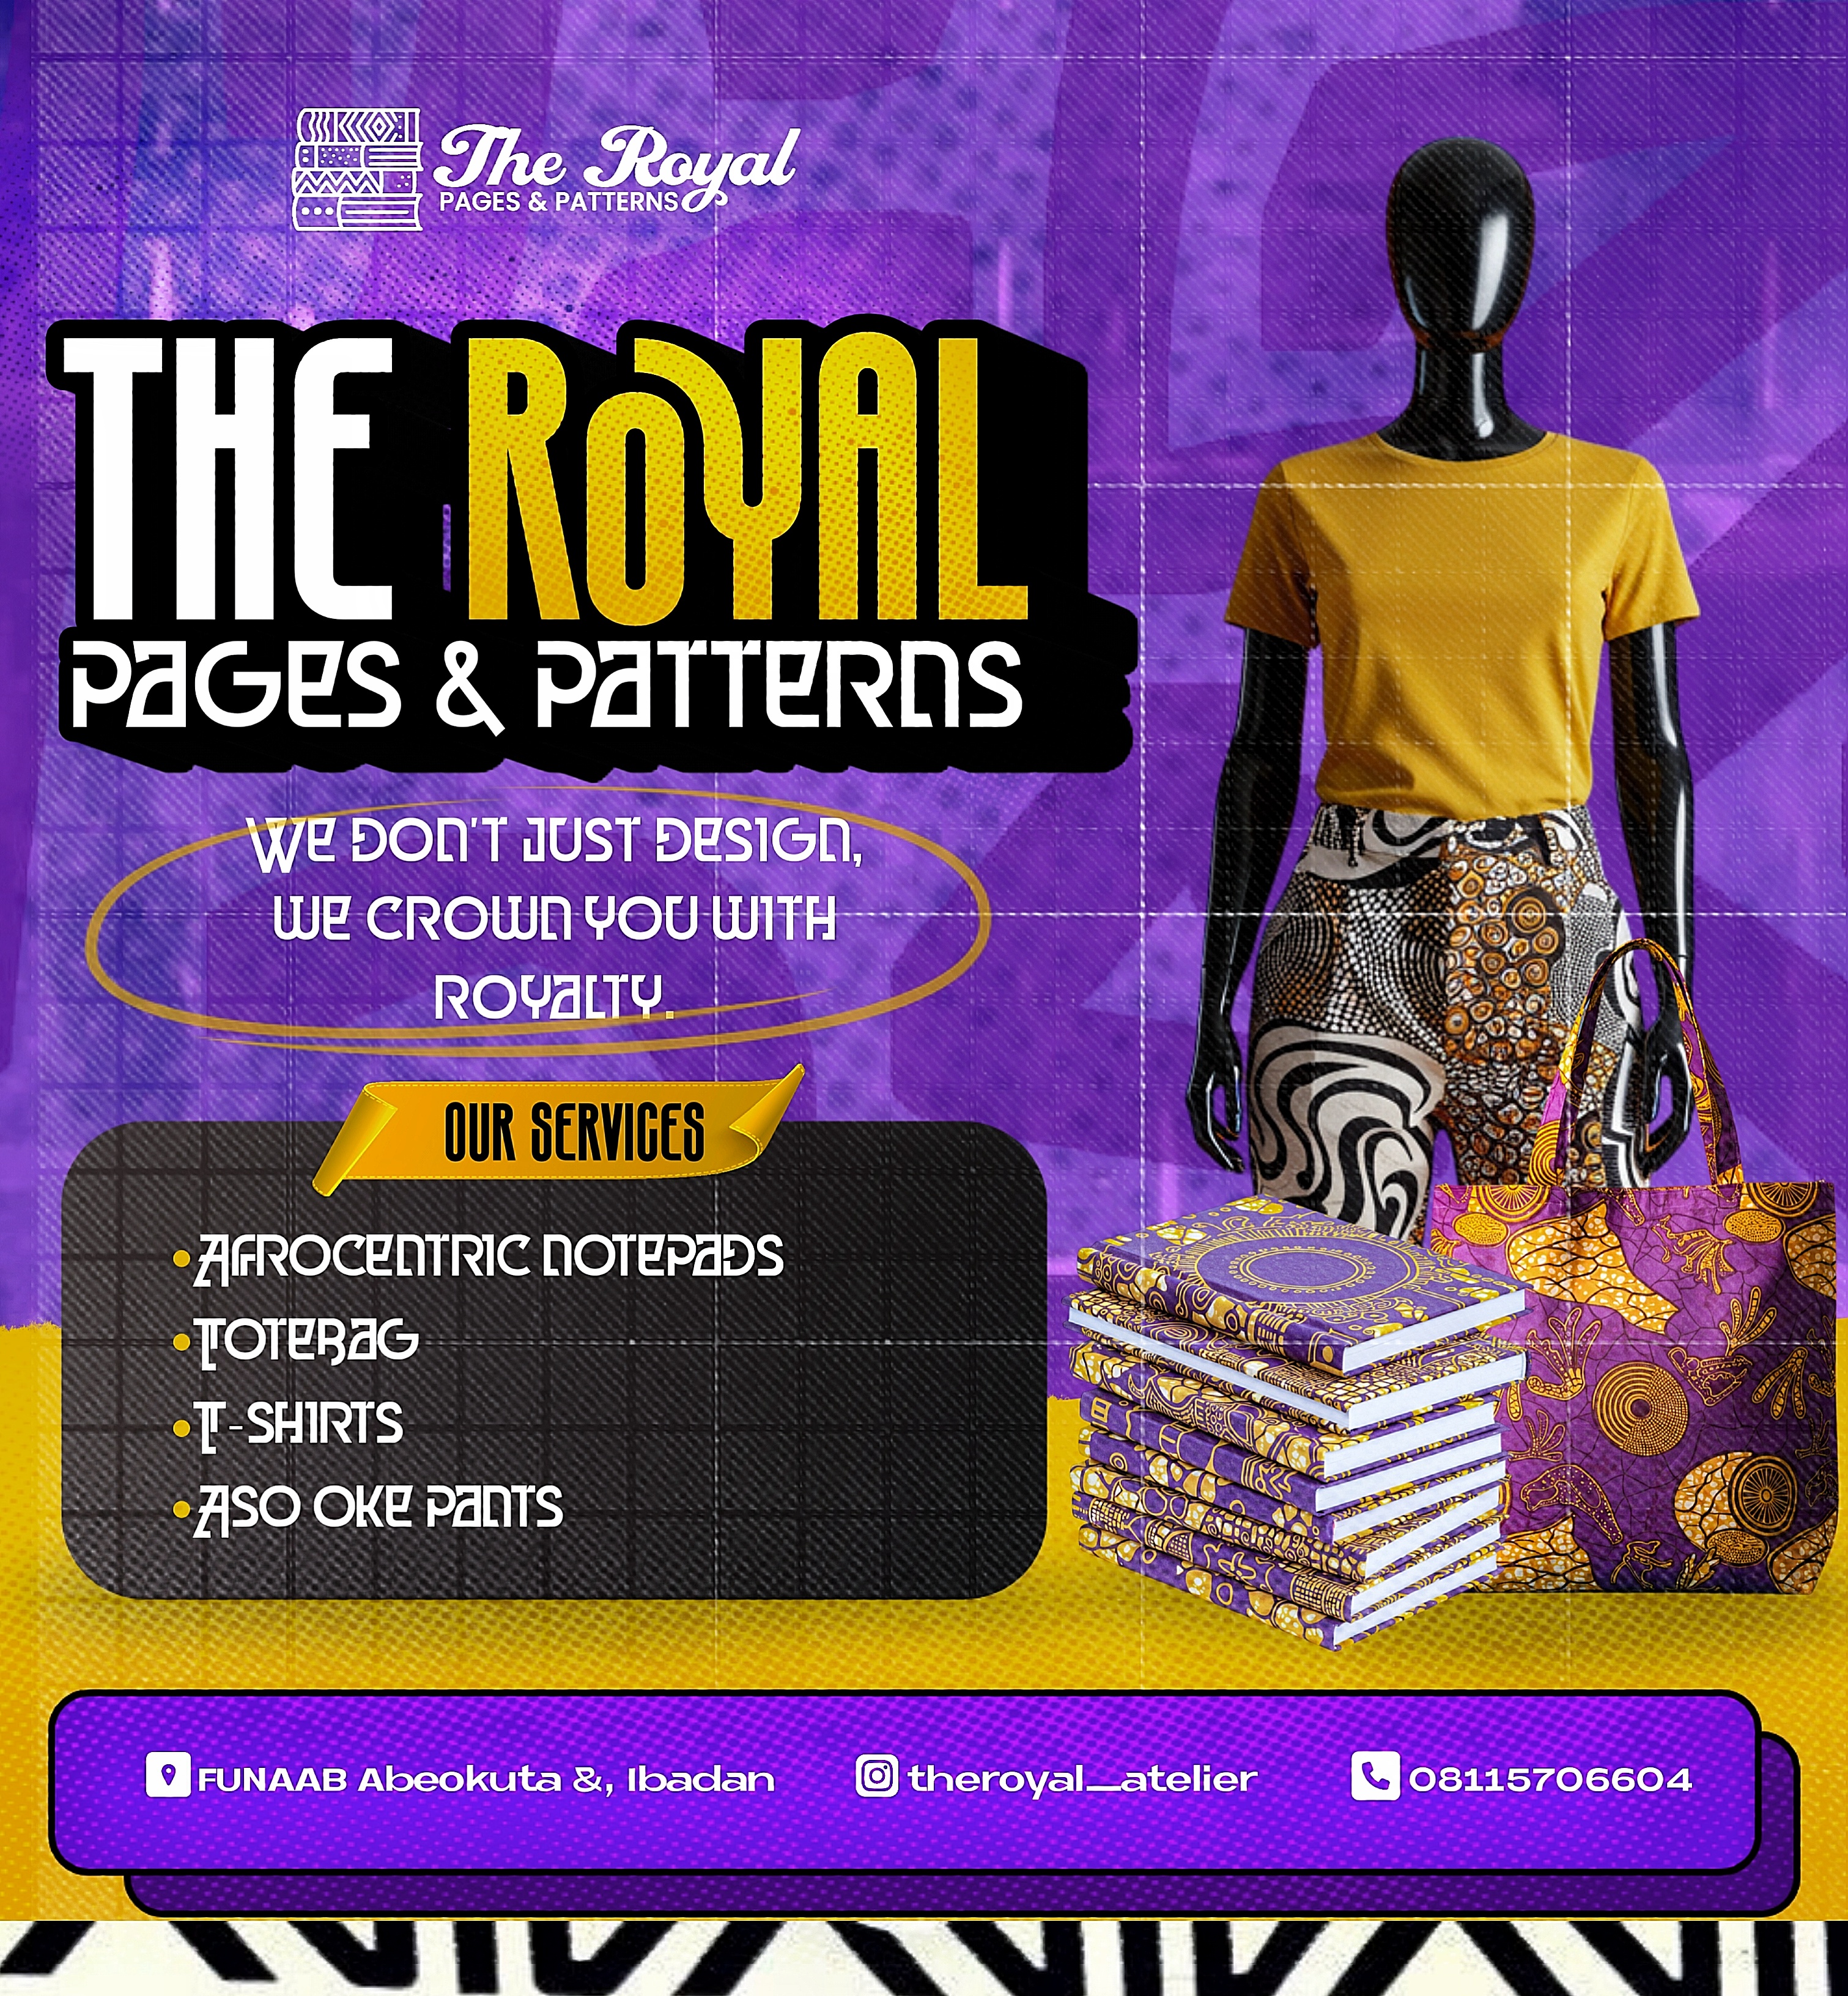 The Royal
PAGES & PATTERNS
THE ROYAL
PAGES & PATTERNS
WE DON'T JUST DESIGN,
WE CROWN YOU WITH
ROYALTY.
OUR SERVICES
•AFROCENTRIC NOTEPADS
•TOTEBAG
•T-SHIRTS
•ASO OKE PANTS
FUNAAB Abeokuta &, Ibadan
theroyal_atelier
08115706604